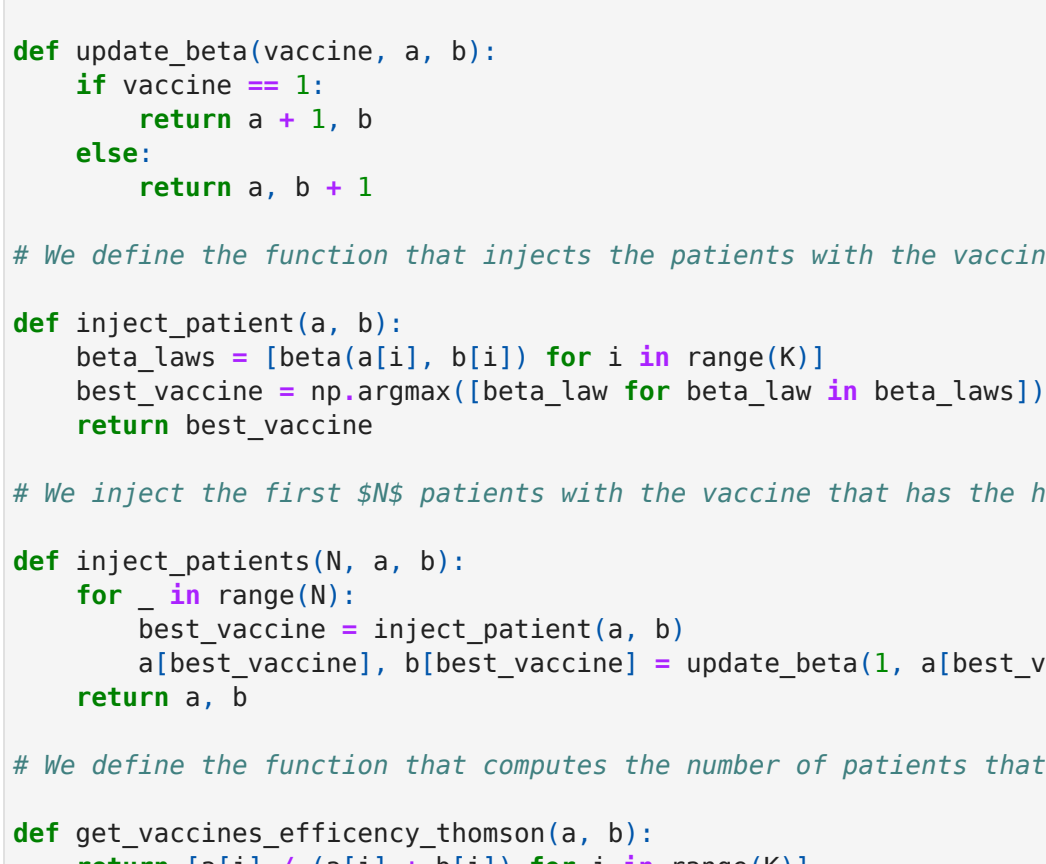 def update_beta(vaccine, a, b):
    if vaccine == 1:
        return a + 1, b
    else:
        return a, b + 1
# We define the function that injects the patients with the vaccin
def inject_patient(a, b):
    beta_laws = [beta(a[i], b[i]) for i in range(K)]
    best_vaccine = np.argmax([beta_law for beta_law in beta_laws])
    return best_vaccine
# We inject the first $N$ patients with the vaccine that has the h
def inject_patients(N, a, b):
    for _ in range(N):
        best_vaccine = inject_patient(a, b)
        a[best_vaccine], b[best_vaccine] = update_beta(1, a[best_v
    return a, b
# We define the function that computes the number of patients that
def get_vaccines_efficency_thomson(a, b):
    return [a[i] / (a[i] + b[i]) for i in range(K)]